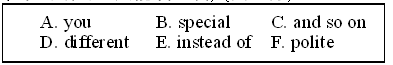 A. you B. special C. and so on
D. different E. instead of F. polite